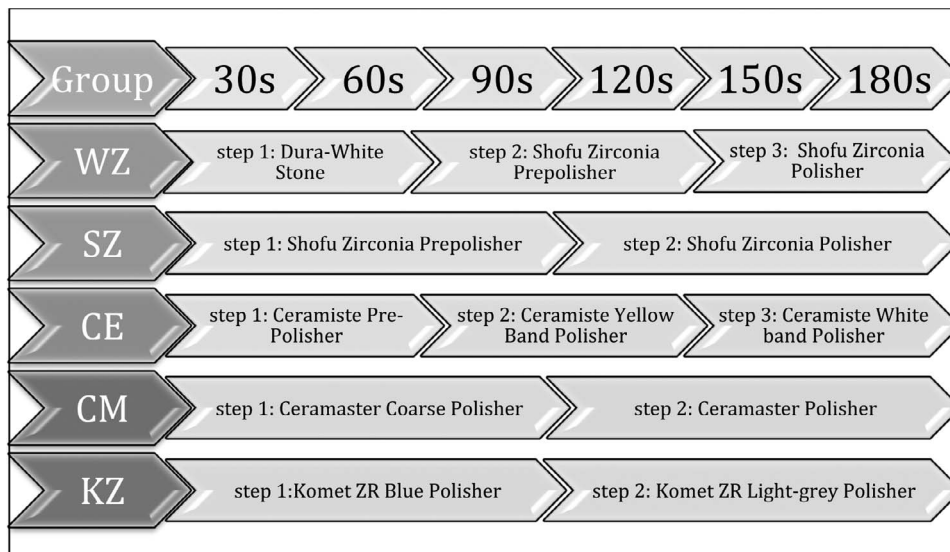 Group 30s 60s 90s 120s 150s 180s
WZ
step 1: Dura-White
Stone
step 2: Shofu Zirconia
Prepolisher
step 3: Shofu Zirconia
Polisher
SZ
step 1: Shofu Zirconia Prepolisher
step 2: Shofu Zirconia Polisher
CE
step 1: Ceramiste Pre-
Polisher
step 2: Ceramiste Yellow
Band Polisher
step 3: Ceramiste White
band Polisher
CM
step 1: Ceramaster Coarse Polisher
step 2: Ceramaster Polisher
KZ
step 1:Komet ZR Blue Polisher
step 2: Komet ZR Light-grey Polisher